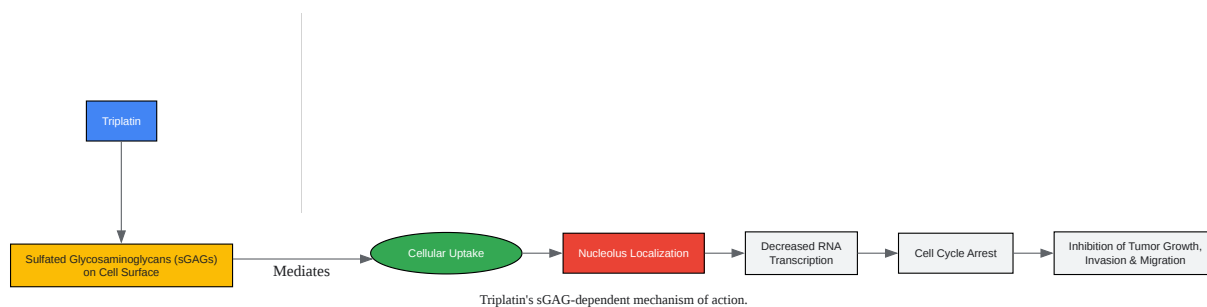 Triplatin
Sulfated Glycosaminoglycans (sGAGs)
on Cell Surface
Mediates
Cellular Uptake
Nucleolus Localization
Decreased RNA
Transcription
Cell Cycle Arrest
Inhibition of Tumor Growth,
Invasion & Migration
Triplatin's sGAG-dependent mechanism of action.